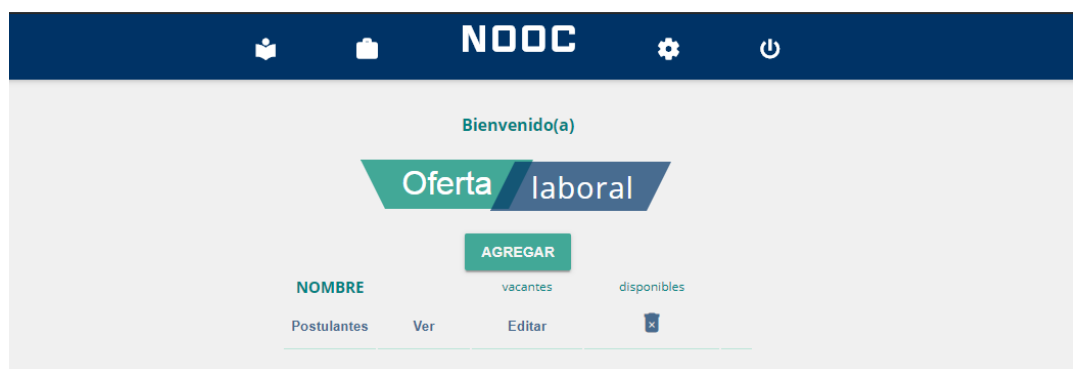 NOOC
Bienvenido(a)
Oferta laboral
AGREGAR
NOMBRE vacantes disponibles
Postulantes Ver Editar